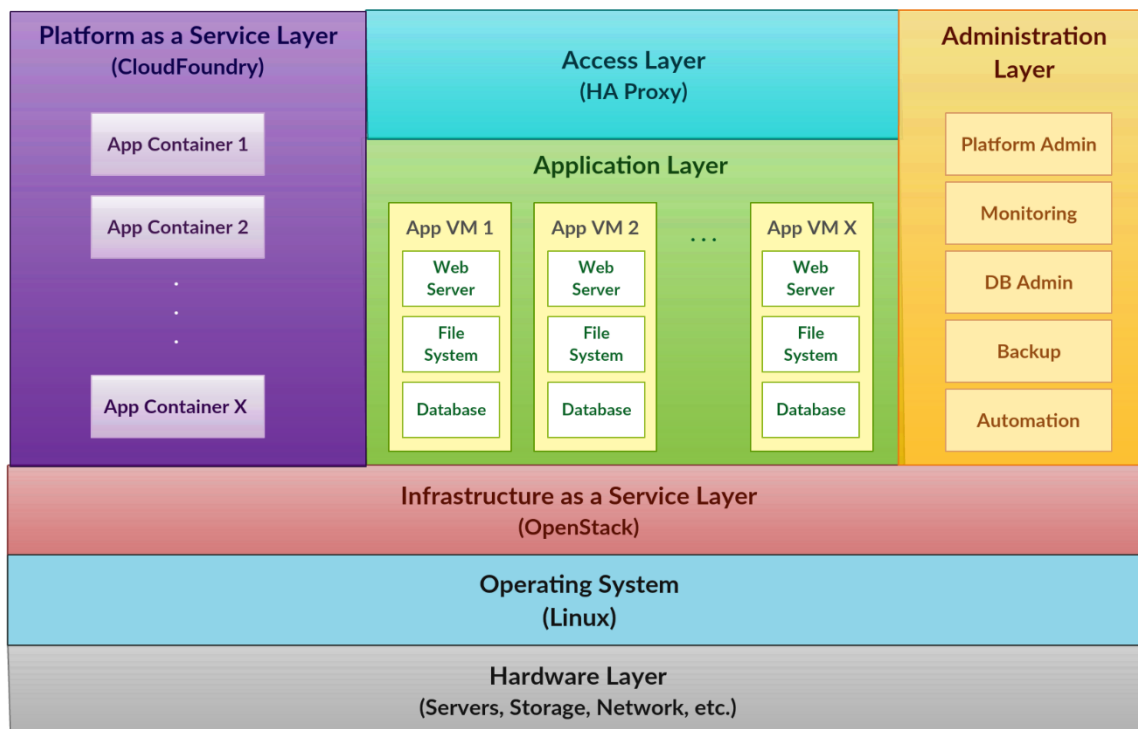 Platform as a Service Layer
(CloudFoundry)
App Container 1
App Container 2
.
.
.
App Container X
Access Layer
(HA Proxy)
Application Layer
App VM 1
Web
Server
File
System
Database
App VM 2
Web
Server
File
System
Database
...
App VM X
Web
Server
File
System
Database
Administration
Layer
Platform Admin
Monitoring
DB Admin
Backup
Automation
Infrastructure as a Service Layer
(OpenStack)
Operating System
(Linux)
Hardware Layer
(Servers, Storage, Network, etc.)